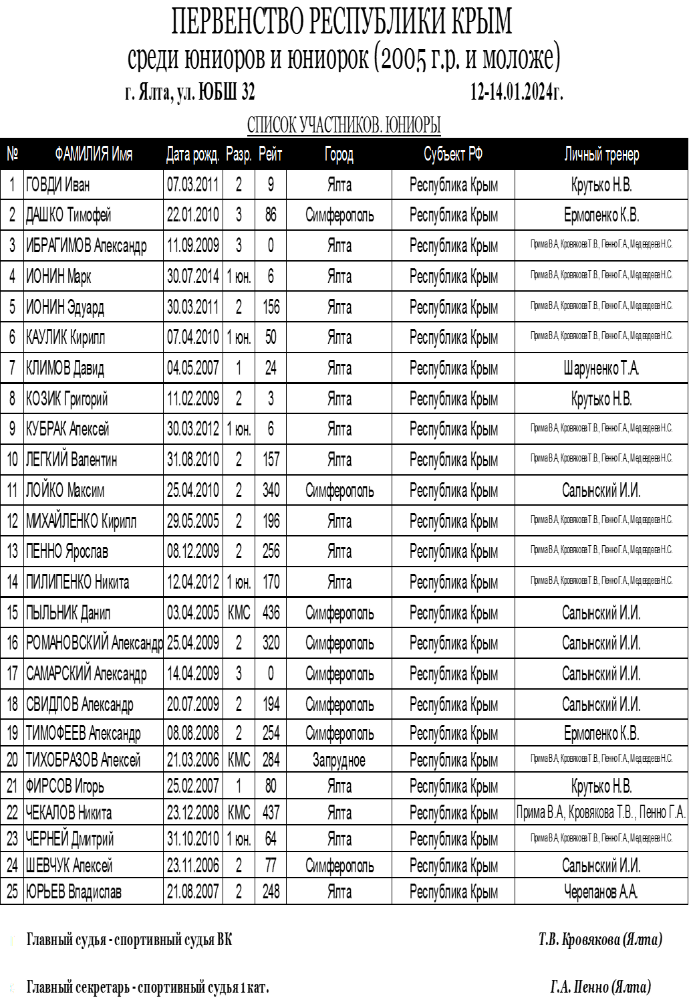 ПЕРВЕНСТВО РЕСПУБЛИКИ КРЫМ
среди юниоров и юниорок (2005 г.р. и моложе)
г. Ялта, ул. ЮБШ 32 12-14.01.2024г.
СПИСОК УЧАСТНИКОВ. ЮНИОРЫ
№ ФАМИЛИЯ Имя Дата рожд. Разр. Рейт Город Субъект РФ Личный тренер
1 ГОВДИ Иван 07.03.2011 2 9 Ялта Республика Крым Крутько Н.В.
2 ДАШКО Тимофей 22.01.2010 3 86 Симферополь Республика Крым Ермоленко К.В.
3 ИБРАГИМОВ Александр 11.09.2009 3 0 Ялта Республика Крым Прима В.А, Кровякова Т.В., Пенно Г.А., Медведева Н.С.
4 ИОНИН Марк 30.07.2014 1 юн. 6 Ялта Республика Крым Прима В.А, Кровякова Т.В., Пенно Г.А., Медведева Н.С.
5 ИОНИН Эдуард 30.03.2011 2 156 Ялта Республика Крым Прима В.А, Кровякова Т.В., Пенно Г.А., Медведева Н.С.
6 КАУЛИК Кирилл 07.04.2010 1 юн. 50 Ялта Республика Крым Прима В.А, Кровякова Т.В., Пенно Г.А., Медведева Н.С.
7 КЛИМОВ Давид 04.05.2007 1 24 Ялта Республика Крым Шаруненко Т.А.
8 КОЗИК Григорий 11.02.2009 2 3 Ялта Республика Крым Крутько Н.В.
9 КУБРАК Алексей 30.03.2012 1 юн. 6 Ялта Республика Крым Прима В.А, Кровякова Т.В., Пенно Г.А., Медведева Н.С.
10 ЛЕГКИЙ Валентин 31.08.2010 2 157 Ялта Республика Крым Прима В.А, Кровякова Т.В., Пенно Г.А., Медведева Н.С.
11 ЛОЙКО Максим 25.04.2010 2 340 Симферополь Республика Крым Салынский И.И.
12 МИХАЙЛЕНКО Кирилл 29.05.2005 2 196 Ялта Республика Крым Прима В.А, Кровякова Т.В., Пенно Г.А., Медведева Н.С.
13 ПЕННО Ярослав 08.12.2009 2 256 Ялта Республика Крым Прима В.А, Кровякова Т.В., Пенно Г.А., Медведева Н.С.
14 ПИЛИПЕНКО Никита 12.04.2012 1 юн. 170 Ялта Республика Крым Прима В.А, Кровякова Т.В., Пенно Г.А., Медведева Н.С.
15 ПЫЛЬНИК Данил 03.04.2005 КМС 436 Симферополь Республика Крым Салынский И.И.
16 РОМАНОВСКИЙ Александр 25.04.2009 2 320 Симферополь Республика Крым Салынский И.И.
17 САМАРСКИЙ Александр 14.04.2009 3 0 Симферополь Республика Крым Салынский И.И.
18 СВИДЛОВ Александр 20.07.2009 2 194 Симферополь Республика Крым Салынский И.И.
19 ТИМОФЕЕВ Александр 08.08.2008 2 254 Симферополь Республика Крым Ермоленко К.В.
20 ТИХОБРАЗОВ Алексей 21.03.2006 КМС 284 Запрудное Республика Крым Прима В.А, Кровякова Т.В., Пенно Г.А., Медведева Н.С.
21 ФИРСОВ Игорь 25.02.2007 1 80 Ялта Республика Крым Крутько Н.В.
22 ЧЕКАЛОВ Никита 23.12.2008 КМС 437 Ялта Республика Крым Прима В.А, Кровякова Т.В., Пенно Г.А.
23 ЧЕРНЕЙ Дмитрий 31.10.2010 1 юн. 64 Ялта Республика Крым Прима В.А, Кровякова Т.В., Пенно Г.А., Медведева Н.С.
24 ШЕВЧУК Алексей 23.11.2006 2 77 Симферополь Республика Крым Салынский И.И.
25 ЮРЬЕВ Владислав 21.08.2007 2 248 Ялта Республика Крым Черепанов А.А.
Главный судья - спортивный судья ВК Т.В. Кровякова (Ялта)
Главный секретарь - спортивный судья 1 кат. Г.А. Пенно (Ялта)